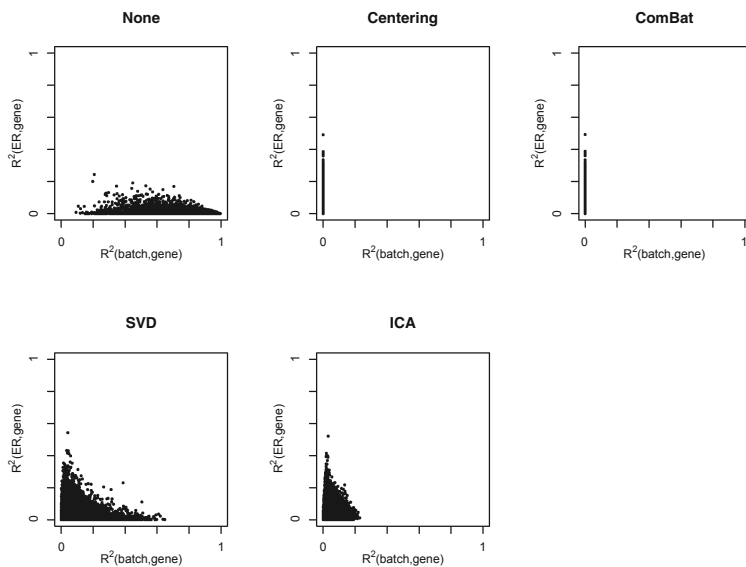 None
Centering
ComBat
1
R²(ER,gene)
0
0
1
R²(batch,gene)
1
R²(ER,gene)
0
0
1
R²(batch,gene)
1
R²(ER,gene)
0
0
1
R²(batch,gene)
SVD
ICA
1
R²(ER,gene)
0
0
1
R²(batch,gene)
1
R²(ER,gene)
0
0
1
R²(batch,gene)